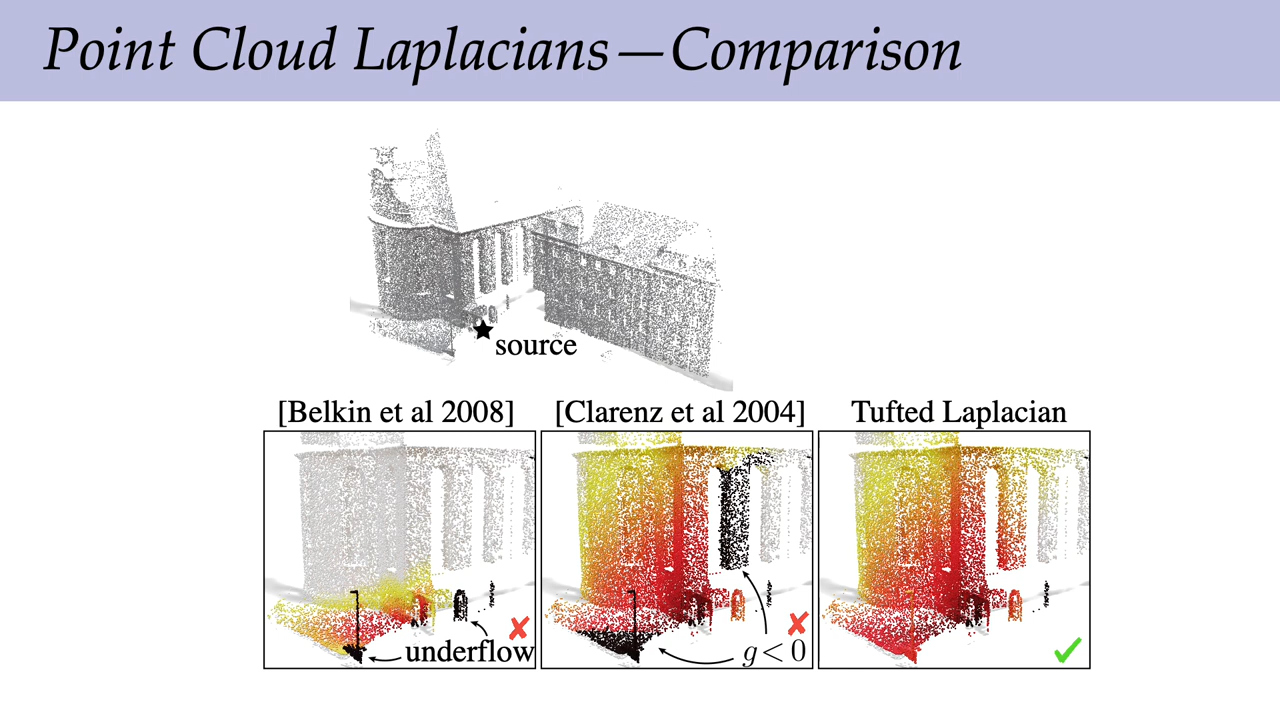 Point Cloud Laplacians—Comparison
source
[Belkin et al 2008]
[Clarenz et al 2004]
Tufted Laplacian
underflow
g<0